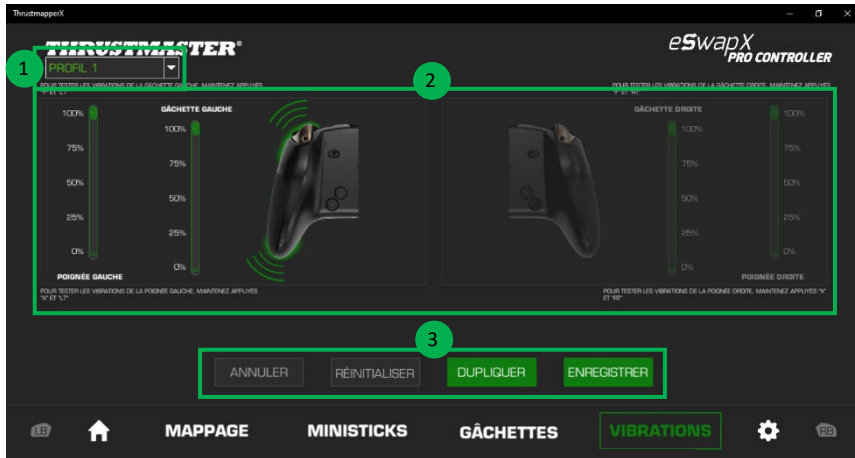 ThrustmapperX
THRUSTMASTER®
eSwapX
PRO CONTROLLER
1
PROFIL 1
2
POUR TESTER LES VIBRATIONS DE LA GÂCHETTE GAUCHE, MAINTENEZ APPUYÉS
"Y" ET "LT"
POUR TESTER LES VIBRATIONS DE LA GÂCHETTE DROITE, MAINTENEZ APPUYÉS
"Y" ET "RT"
100%
75%
50%
25%
0%
POIGNÉE GAUCHE
GÂCHETTE GAUCHE
100%
75%
50%
25%
0%
GÂCHETTE DROITE
100%
75%
50%
25%
0%
100%
75%
50%
25%
0%
POIGNÉE DROITE
POUR TESTER LES VIBRATIONS DE LA POIGNÉE GAUCHE, MAINTENEZ APPUYÉS
"X" ET "LT"
POUR TESTER LES VIBRATIONS DE LA POIGNÉE DROITE, MAINTENEZ APPUYÉS "X"
ET "RT"
3
ANNULER
RÉINITIALISER
DUPLIQUER
ENREGISTRER
LB
MAPPAGE
MINISTICKS
GÂCHETTES
VIBRATIONS
RB